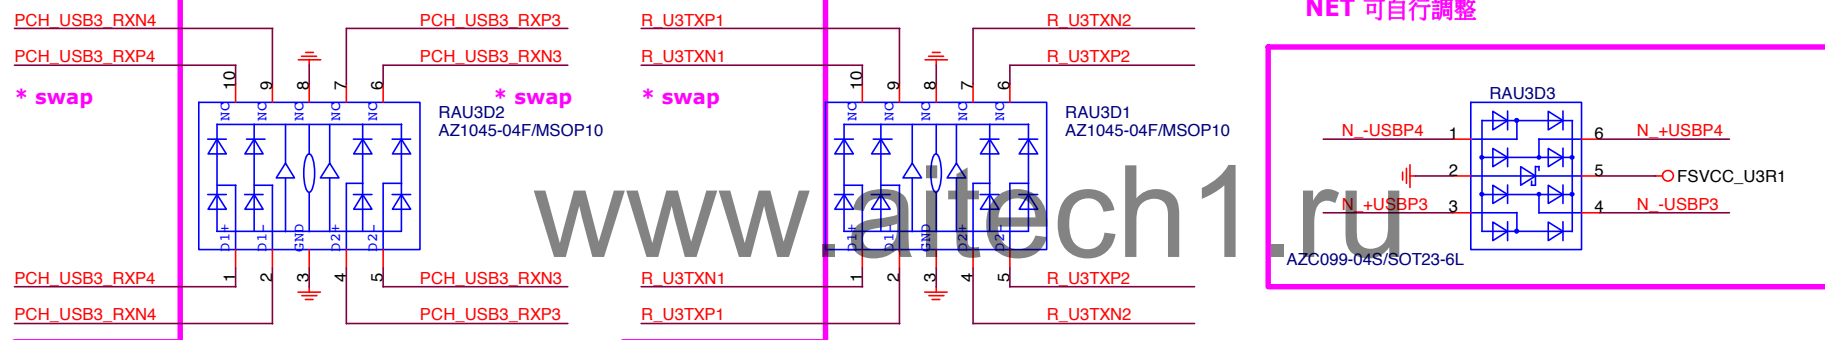 NET 可自行調整
PCH_USB3_RXN4
PCH_USB3_RXP3
R_U3TXP1
R_U3TXN2
PCH_USB3_RXP4
PCH_USB3_RXN3
R_U3TXN1
R_U3TXP2
* swap
* swap
* swap
10 9 8 7 6
NC NC NC NC NC
RAU3D2
AZ1045-04F/MSOP10
D1+ D1- GND D2+ D2-
1 2 3 4 5
10 9 8 7 6
NC NC NC NC NC
RAU3D1
AZ1045-04F/MSOP10
D1+ D1- GND D2+ D2-
1 2 3 4 5
PCH_USB3_RXP4
PCH_USB3_RXN3
R_U3TXN1
R_U3TXP2
PCH_USB3_RXN4
PCH_USB3_RXP3
R_U3TXP1
R_U3TXN2
RAU3D3
N_-USBP4 1 6 N_+USBP4
2 5 FSVCC_U3R1
N_+USBP3 3 4 N_-USBP3
AZC099-04S/SOT23-6L
www.aitech1.ru